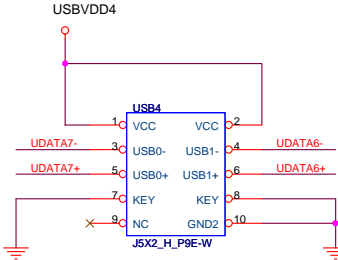 USBVDD4
USB4
1 VCC VCC 2
UDATA7- 3 USB0- USB1- 4 UDATA6-
UDATA7+ 5 USB0+ USB1+ 6 UDATA6+
7 KEY KEY 8
9 NC GND2 10
J5X2_H_P9E-W